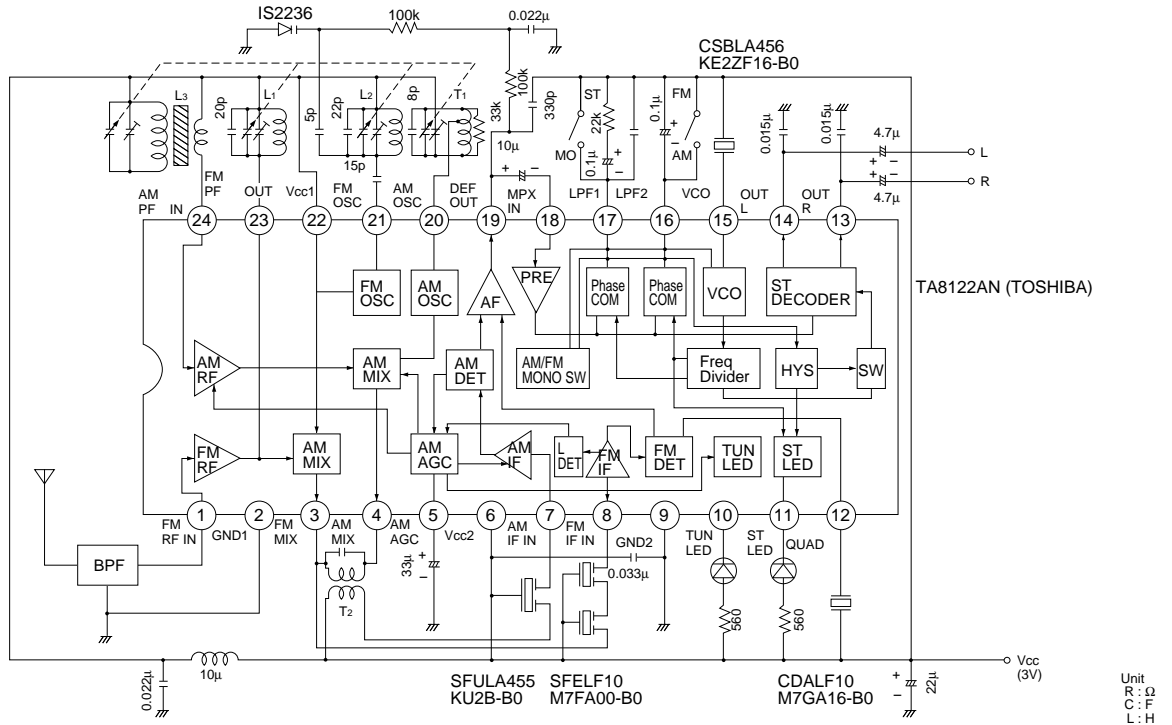 IS2236
100k
0.022μ
CSBLA456
KE2ZF16-B0
100k
33k
10μ
330p
ST
22k
MO
0.1μ
+
-
0.1μ
+
-
FM
AM
0.015μ
0.015μ
4.7μ
+
-
L
+
-
R
4.7μ
L3
20p
L1
5p
22p
L2
8p
T1
15p
+
-
AM PF
FM PF
IN
OUT
Vcc1
FM OSC
AM OSC
DEF OUT
MPX IN
LPF1
LPF2
VCO
OUT L
OUT R
24
23
22
21
20
19
18
17
16
15
14
13
TA8122AN (TOSHIBA)
FM OSC
AM OSC
AF
PRE
Phase COM
Phase COM
VCO
ST DECODER
AM RF
AM MIX
AM DET
AM/FM MONO SW
Freq Divider
HYS
SW
FM RF
AM MIX
AM AGC
AM IF
L DET
FM IF
FM DET
TUN LED
ST LED
1
2
3
4
5
6
7
8
9
10
11
12
FM RF IN
GND1
FM MIX
AM MIX
AM AGC
Vcc2
AM IF IN
FM IF IN
GND2
TUN LED
ST LED
QUAD
BPF
T2
33μ
+
-
0.033μ
560
560
0.022μ
10μ
SFULA455
KU2B-B0
SFELF10
M7FA00-B0
CDALF10
M7GA16-B0
+
-
22μ
Vcc
(3V)
Unit
R : Ω
C : F
L : H